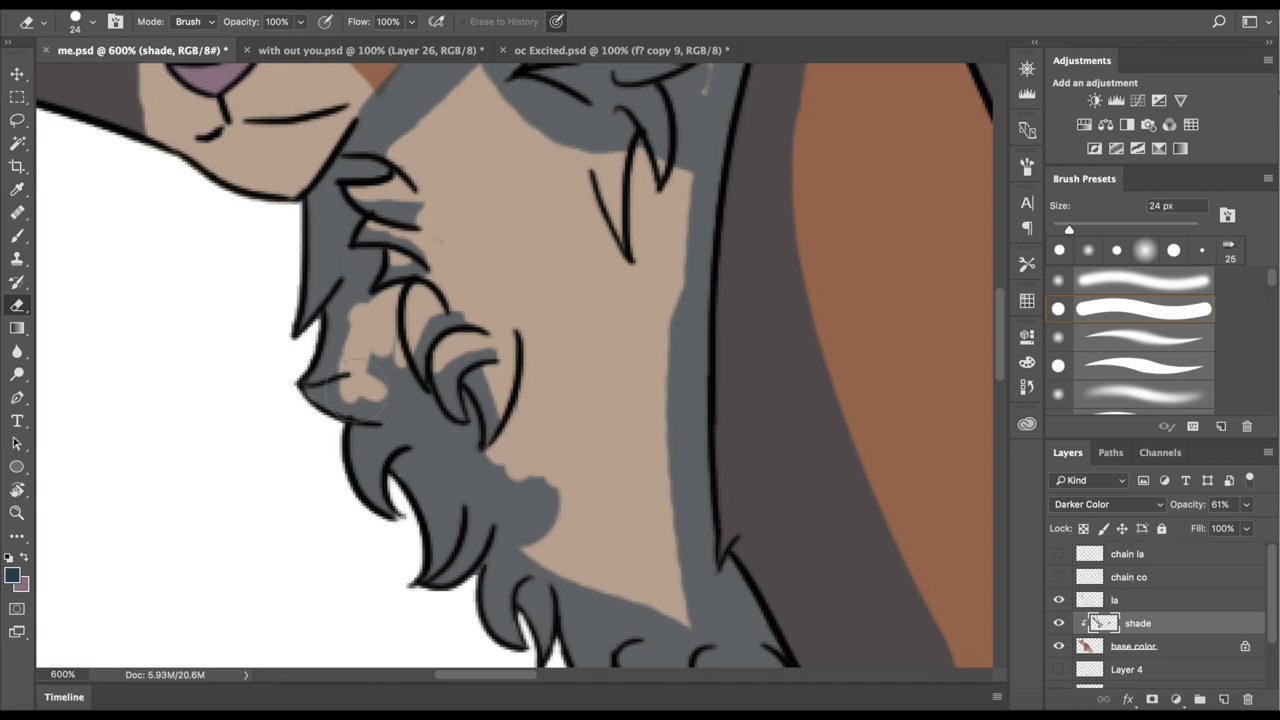 24 Mode: Brush Opacity: 100% Flow: 100% Erase to History
me.psd @ 600% (shade, RGB/8#) * with out you.psd @ 100% (Layer 26, RGB/8) * oc Excited.psd @ 100% (f? copy 9, RGB/8) *
Adjustments
Add an adjustment
Brush Presets
Size: 24 px
25
Layers Paths Channels
Kind
Darker Color Opacity: 61%
Lock: Fill: 100%
chain la
chain co
la
shade
base color
Layer 4
600% Doc: 5.93M/20.6M
Timeline